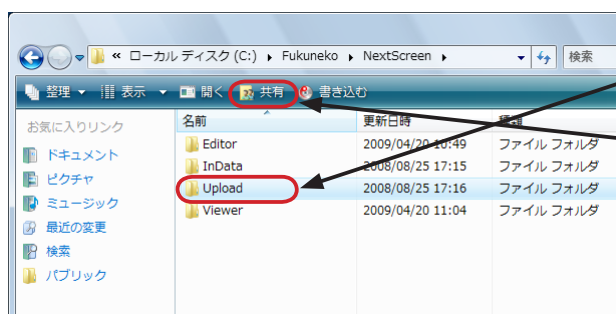 « ローカル ディスク (C:) ▸ Fukuneko ▸ NextScreen ▸ 検索
整理 表示 開く 共有 書き込む
お気に入りリンク
ドキュメント
ピクチャ
ミュージック
最近の変更
検索
パブリック
名前 更新日時 種類
Editor 2009/04/20 10:49 ファイル フォルダ
InData 2008/08/25 17:15 ファイル フォルダ
Upload 2008/08/25 17:16 ファイル フォルダ
Viewer 2009/04/20 11:04 ファイル フォルダ